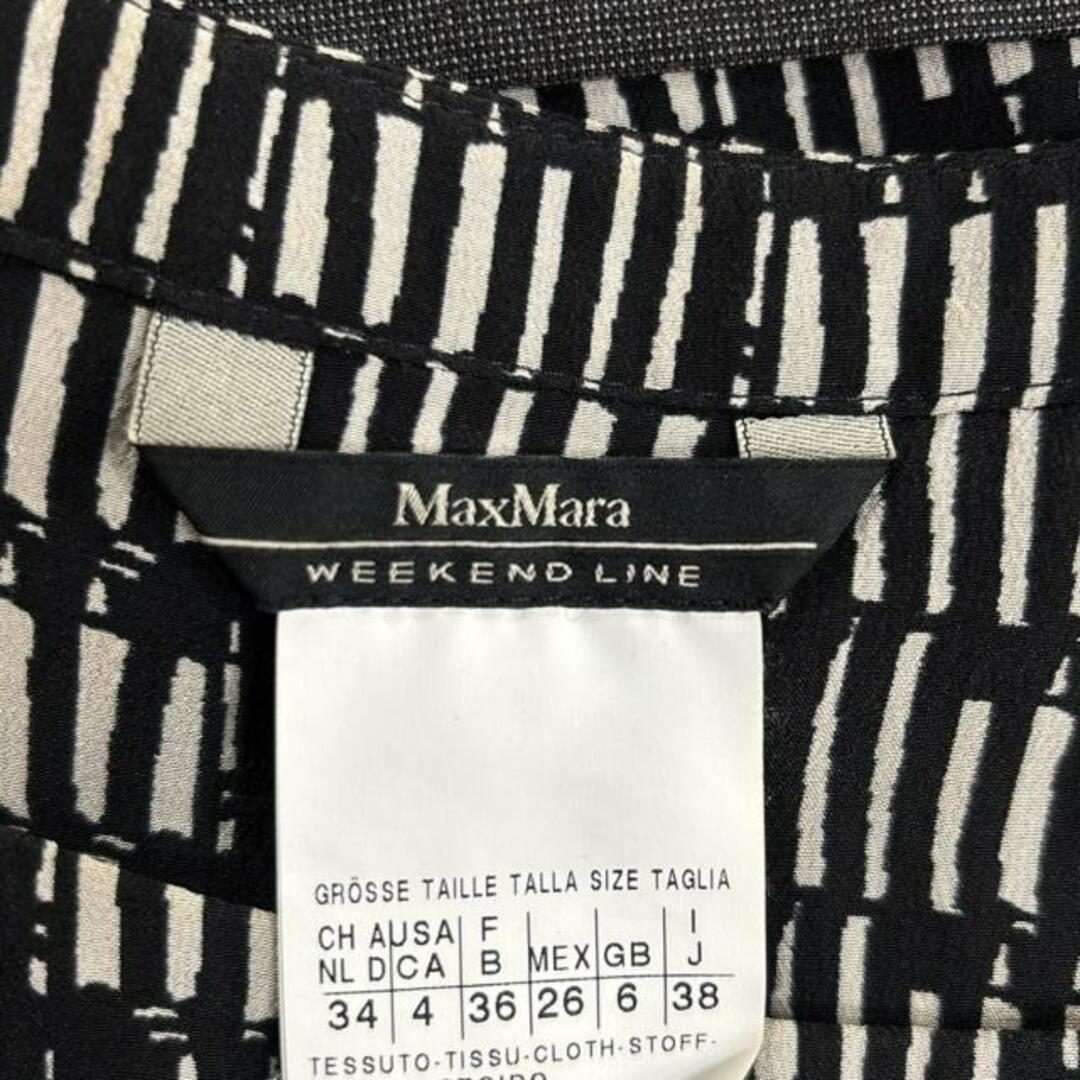 MaxMara
WEEKEND LINE
GRÖSSE TAILLE TALLA SIZE TAGLIA
CH A USA F I
NL D CA B MEX GB J
34 4 36 26 6 38
TESSUTO-TISSU-CLOTH-STOFF-